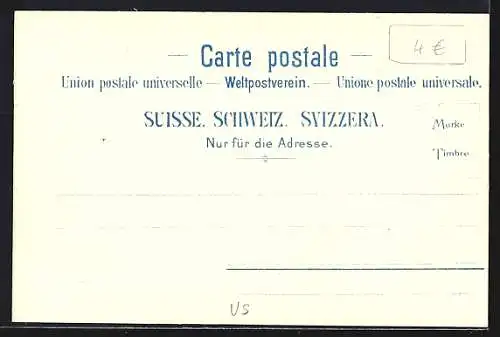 — Carte postale —
4 €
Union postale universelle — Weltpostverein. — Unione postale universale.
SUISSE. SCHWEIZ. SVIZZERA.
Marke
Nur für die Adresse.
Timbre
US